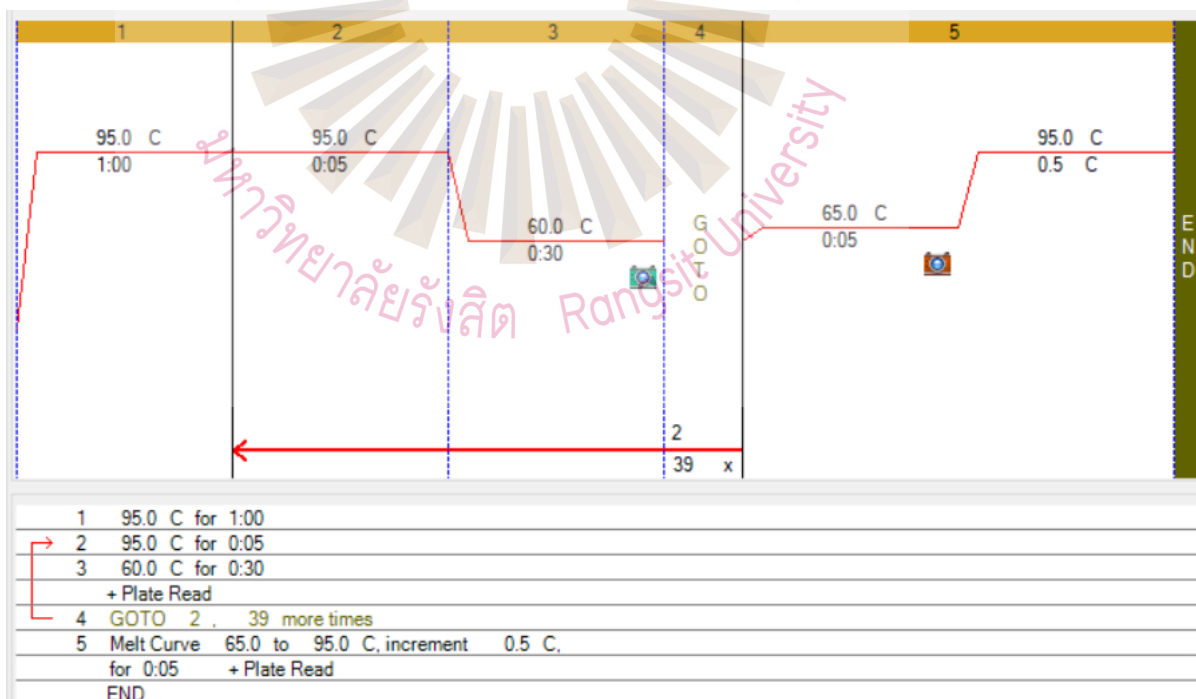 1 2 3 4 5
95.0 C 95.0 C 95.0 C
1:00 0:05 0.5 C
60.0 C 65.0 C
0:30 0:05
GOTO
END
มหาวิทยาลัยรังสิต Rangsit University
2
39 x
1 95.0 C for 1:00
2 95.0 C for 0:05
3 60.0 C for 0:30
+ Plate Read
4 GOTO 2 , 39 more times
5 Melt Curve 65.0 to 95.0 C, increment 0.5 C,
for 0:05 + Plate Read
END